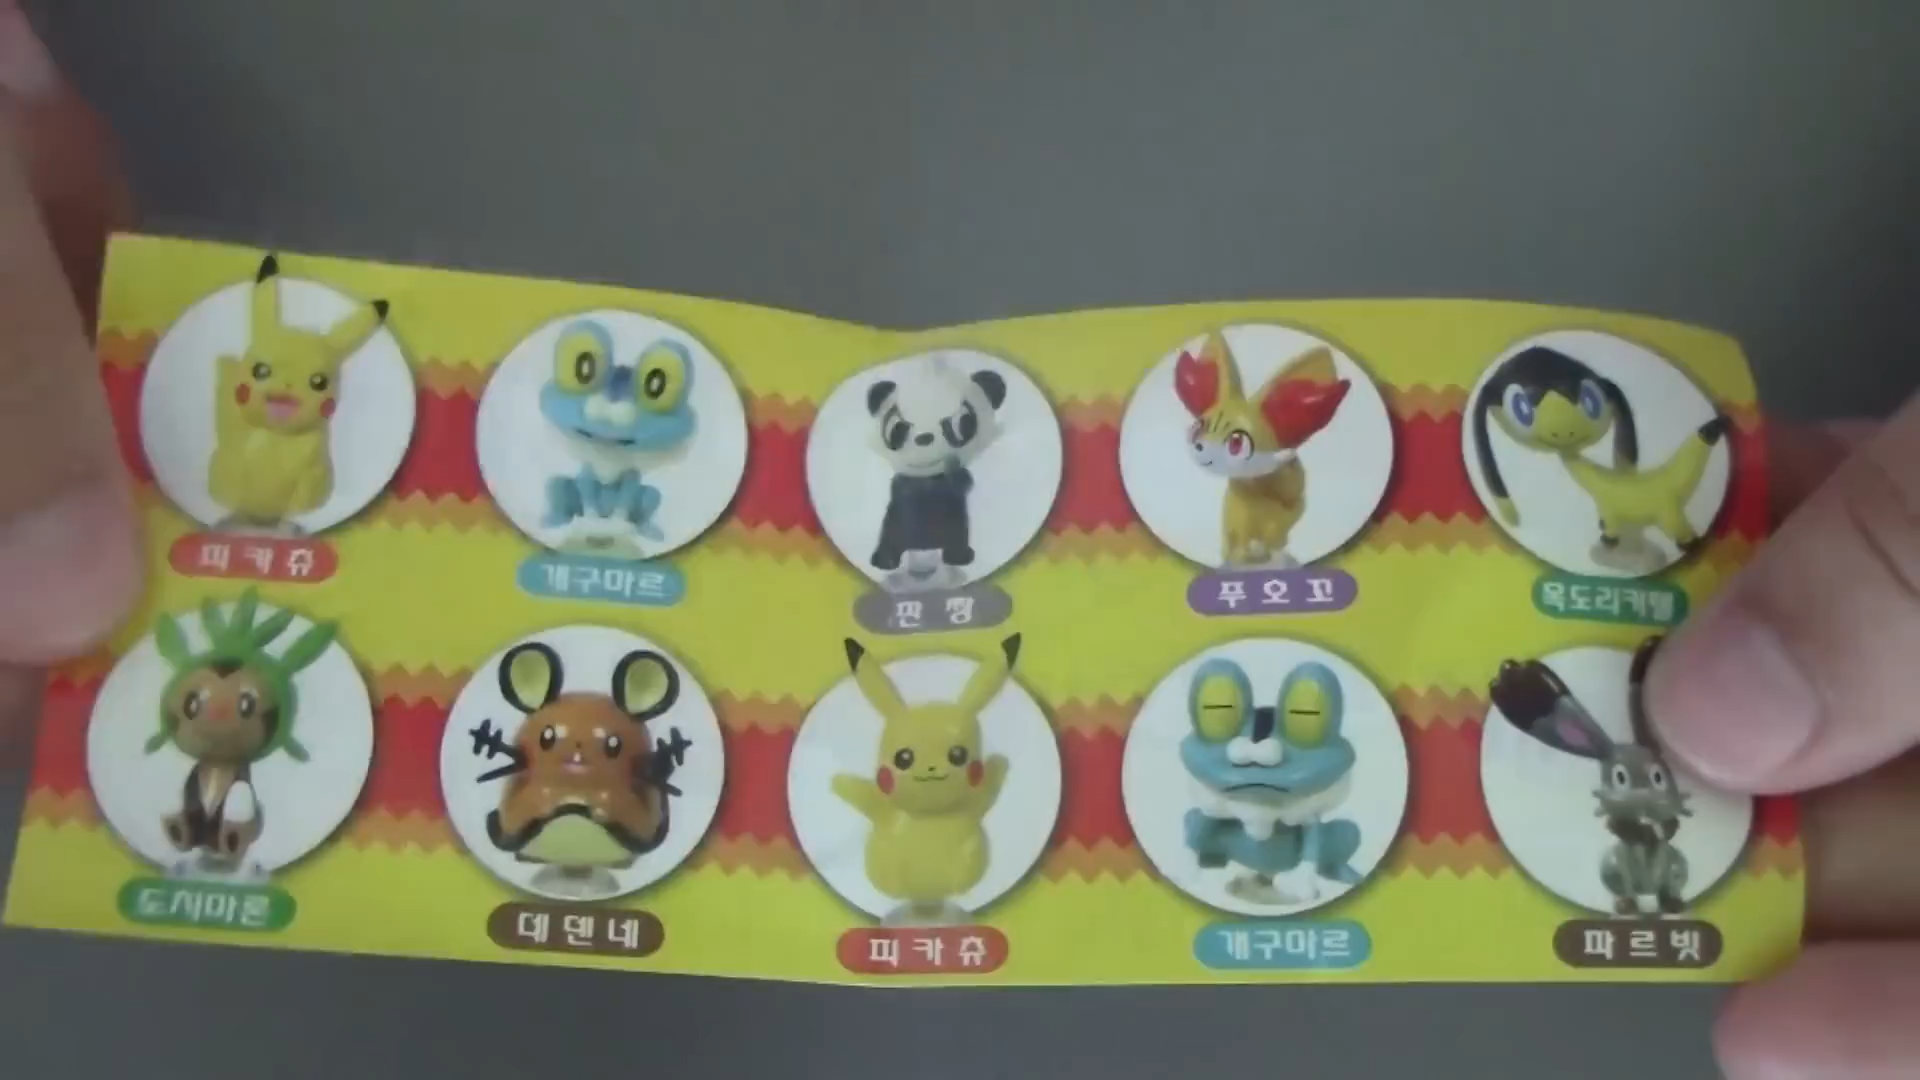 피카츄
개구마르
판짱
푸호꼬
목도리키텔
도치마론
데덴네
피카츄
개구마르
파르빗